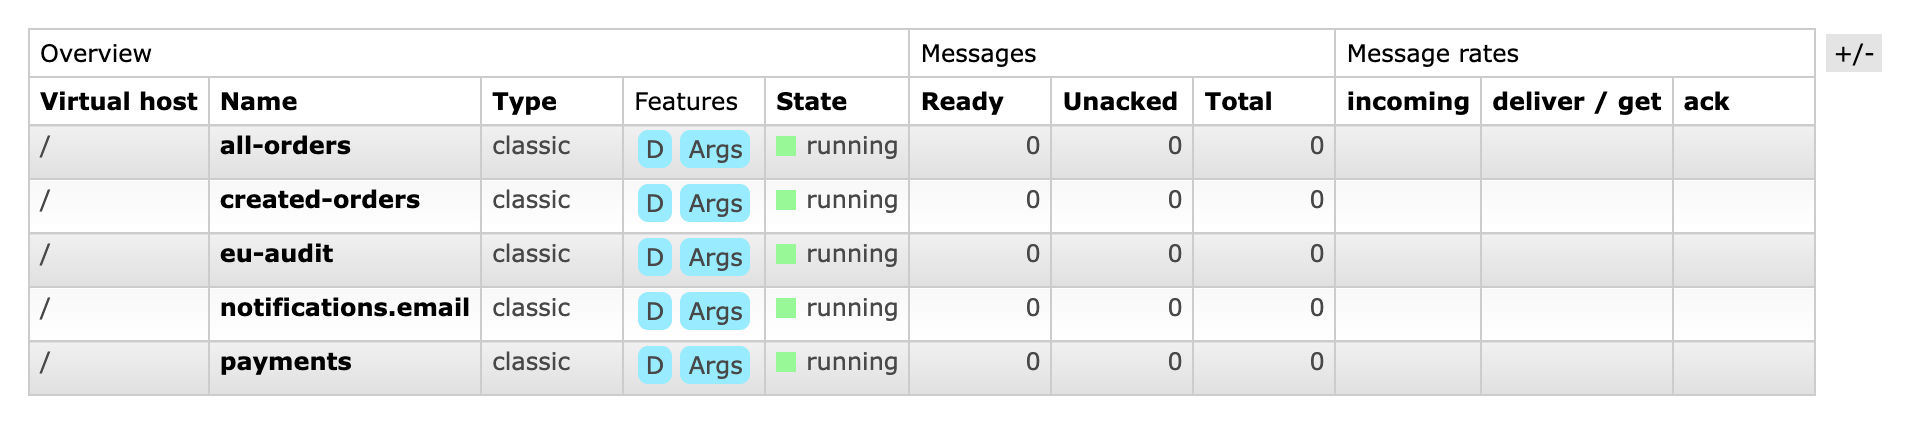 Overview Messages Message rates +/-
Virtual host Name Type Features State Ready Unacked Total incoming deliver / get ack
/ all-orders classic D Args running 0 0 0
/ created-orders classic D Args running 0 0 0
/ eu-audit classic D Args running 0 0 0
/ notifications.email classic D Args running 0 0 0
/ payments classic D Args running 0 0 0